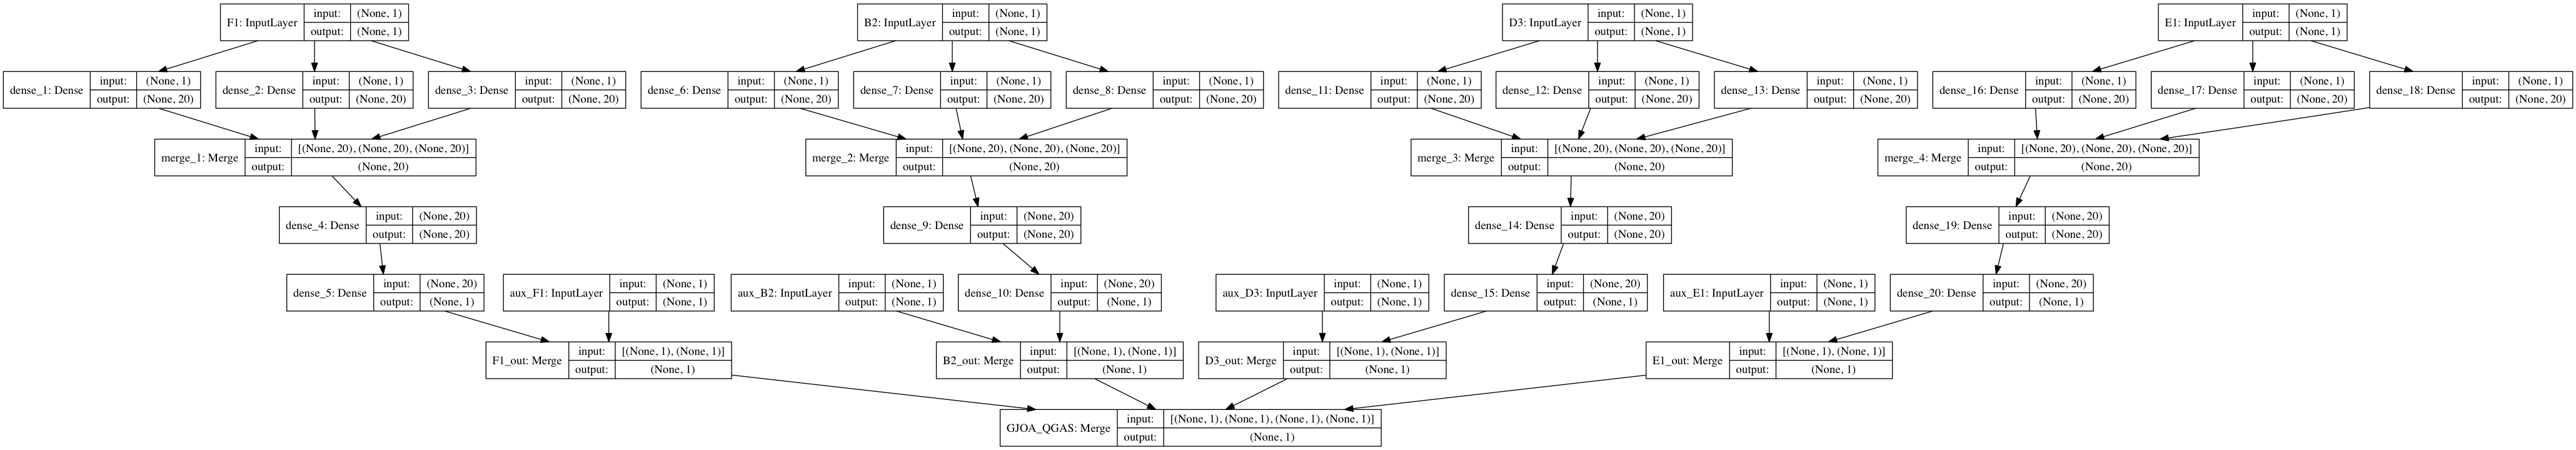 F1: InputLayer input: (None, 1) output: (None, 1)
B2: InputLayer input: (None, 1) output: (None, 1)
D3: InputLayer input: (None, 1) output: (None, 1)
E1: InputLayer input: (None, 1) output: (None, 1)
dense_1: Dense input: (None, 1) output: (None, 20)
dense_2: Dense input: (None, 1) output: (None, 20)
dense_3: Dense input: (None, 1) output: (None, 20)
dense_6: Dense input: (None, 1) output: (None, 20)
dense_7: Dense input: (None, 1) output: (None, 20)
dense_8: Dense input: (None, 1) output: (None, 20)
dense_11: Dense input: (None, 1) output: (None, 20)
dense_12: Dense input: (None, 1) output: (None, 20)
dense_13: Dense input: (None, 1) output: (None, 20)
dense_16: Dense input: (None, 1) output: (None, 20)
dense_17: Dense input: (None, 1) output: (None, 20)
dense_18: Dense input: (None, 1) output: (None, 20)
merge_1: Merge input: [(None, 20), (None, 20), (None, 20)] output: (None, 20)
merge_2: Merge input: [(None, 20), (None, 20), (None, 20)] output: (None, 20)
merge_3: Merge input: [(None, 20), (None, 20), (None, 20)] output: (None, 20)
merge_4: Merge input: [(None, 20), (None, 20), (None, 20)] output: (None, 20)
dense_4: Dense input: (None, 20) output: (None, 20)
dense_9: Dense input: (None, 20) output: (None, 20)
dense_14: Dense input: (None, 20) output: (None, 20)
dense_19: Dense input: (None, 20) output: (None, 20)
dense_5: Dense input: (None, 20) output: (None, 1)
aux_F1: InputLayer input: (None, 1) output: (None, 1)
aux_B2: InputLayer input: (None, 1) output: (None, 1)
dense_10: Dense input: (None, 20) output: (None, 1)
aux_D3: InputLayer input: (None, 1) output: (None, 1)
dense_15: Dense input: (None, 20) output: (None, 1)
aux_E1: InputLayer input: (None, 1) output: (None, 1)
dense_20: Dense input: (None, 20) output: (None, 1)
F1_out: Merge input: [(None, 1), (None, 1)] output: (None, 1)
B2_out: Merge input: [(None, 1), (None, 1)] output: (None, 1)
D3_out: Merge input: [(None, 1), (None, 1)] output: (None, 1)
E1_out: Merge input: [(None, 1), (None, 1)] output: (None, 1)
GJOA_QGAS: Merge input: [(None, 1), (None, 1), (None, 1), (None, 1)] output: (None, 1)